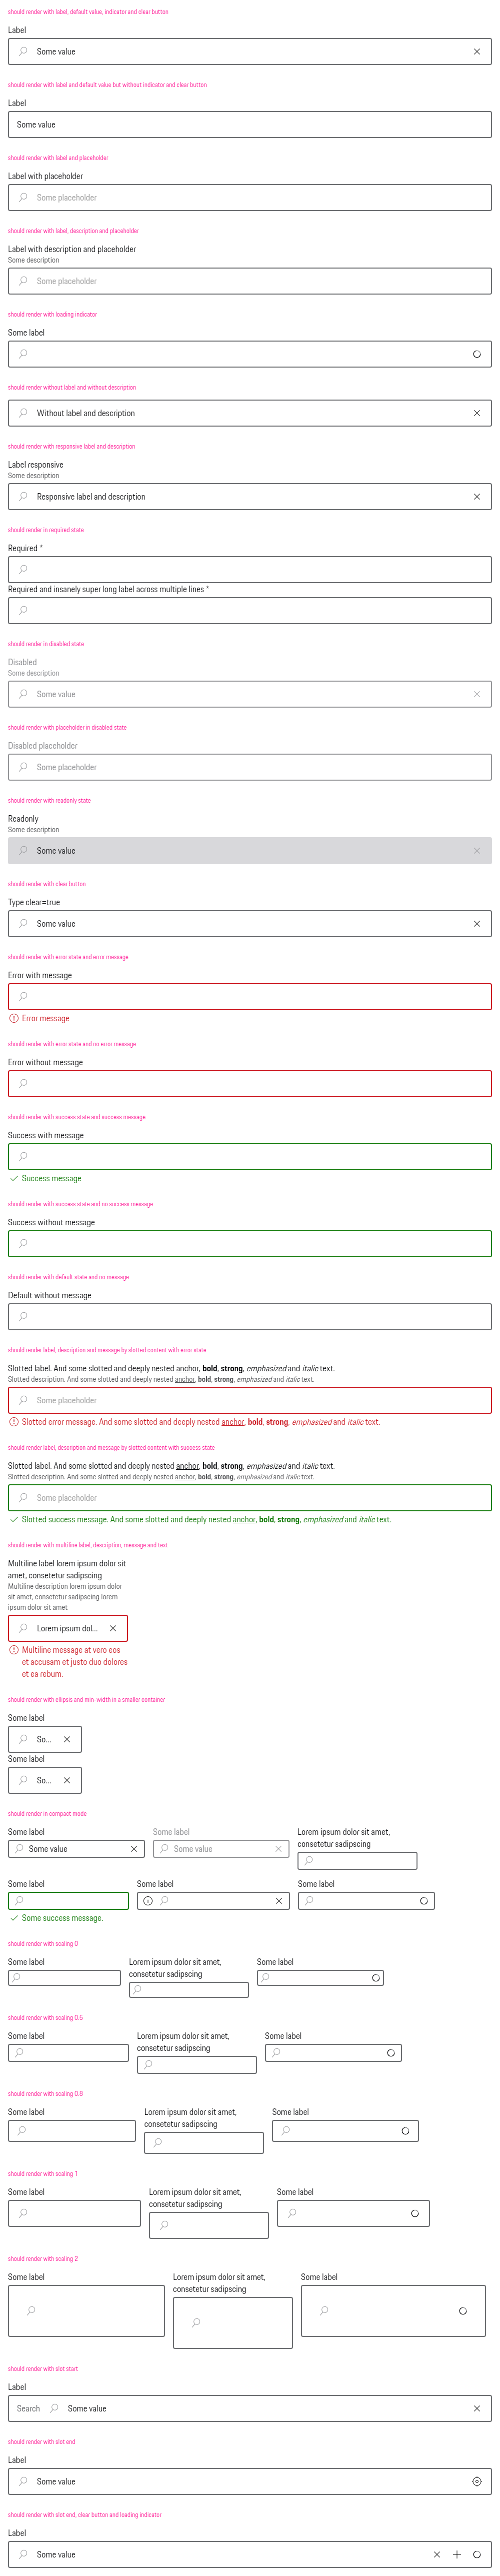 should render with label, default value, indicator and clear button
Label
Some value
should render with label and default value but without indicator and clear button
Label
Some value
should render with label and placeholder
Label with placeholder
Some placeholder
should render with label, description and placeholder
Label with description and placeholder
Some description
Some placeholder
should render with loading indicator
Some label
should render without label and without description
Without label and description
should render with responsive label and description
Label responsive
Some description
Responsive label and description
should render in required state
Required *
Required and insanely super long label across multiple lines *
should render in disabled state
Disabled
Some description
Some value
should render with placeholder in disabled state
Disabled placeholder
Some placeholder
should render with readonly state
Readonly
Some description
Some value
should render with clear button
Type clear=true
Some value
should render with error state and error message
Error with message
Error message
should render with error state and no error message
Error without message
should render with success state and success message
Success with message
Success message
should render with success state and no success message
Success without message
should render with default state and no message
Default without message
should render label, description and message by slotted content with error state
Slotted label. And some slotted and deeply nested anchor, bold, strong, emphasized and italic text.
Slotted description. And some slotted and deeply nested anchor, bold, strong, emphasized and italic text.
Some placeholder
Slotted error message. And some slotted and deeply nested anchor, bold, strong, emphasized and italic text.
should render label, description and message by slotted content with success state
Slotted label. And some slotted and deeply nested anchor, bold, strong, emphasized and italic text.
Slotted description. And some slotted and deeply nested anchor, bold, strong, emphasized and italic text.
Some placeholder
Slotted success message. And some slotted and deeply nested anchor, bold, strong, emphasized and italic text.
should render with multiline label, description, message and text
Multiline label lorem ipsum dolor sit
amet, consetetur sadipscing
Multiline description lorem ipsum dolor
sit amet, consetetur sadipscing lorem
ipsum dolor sit amet
Lorem ipsum dol...
Multiline message at vero eos
et accusam et justo duo dolores
et ea rebum.
should render with ellipsis and min-width in a smaller container
Some label
So...
Some label
So...
should render in compact mode
Some label
Some value
Some label
Some value
Lorem ipsum dolor sit amet,
consetetur sadipscing
Some label
Some success message.
Some label
Some label
should render with scaling 0
Some label
Lorem ipsum dolor sit amet,
consetetur sadipscing
Some label
should render with scaling 0.5
Some label
Lorem ipsum dolor sit amet,
consetetur sadipscing
Some label
should render with scaling 0.8
Some label
Lorem ipsum dolor sit amet,
consetetur sadipscing
Some label
should render with scaling 1
Some label
Lorem ipsum dolor sit amet,
consetetur sadipscing
Some label
should render with scaling 2
Some label
Lorem ipsum dolor sit amet,
consetetur sadipscing
Some label
should render with slot start
Label
Search
Some value
should render with slot end
Label
Some value
should render with slot end, clear button and loading indicator
Label
Some value